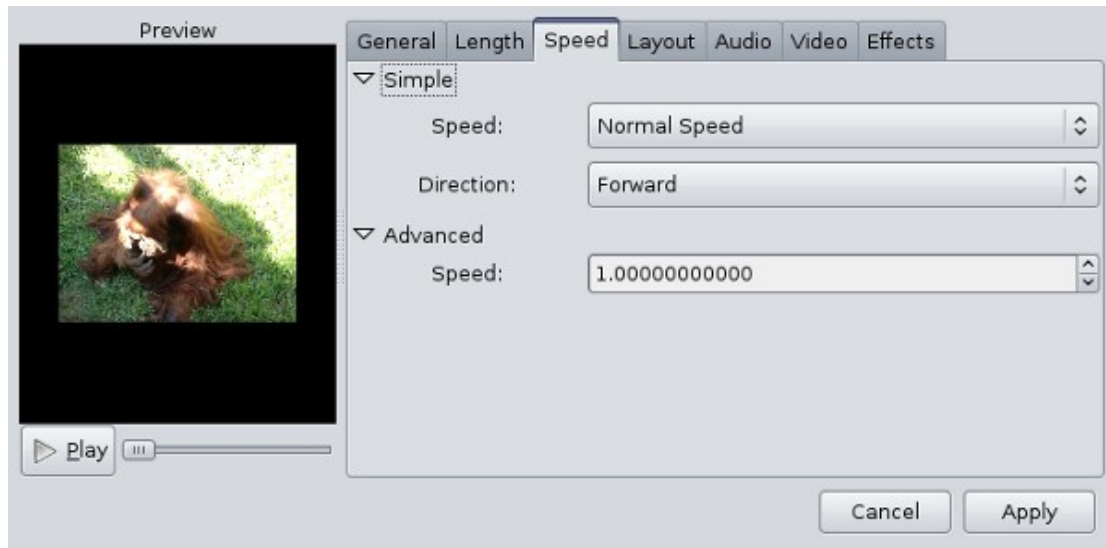 Preview
General Length Speed Layout Audio Video Effects
Simple
Speed: Normal Speed
Direction: Forward
Advanced
Speed: 1.00000000000
Play
Cancel Apply